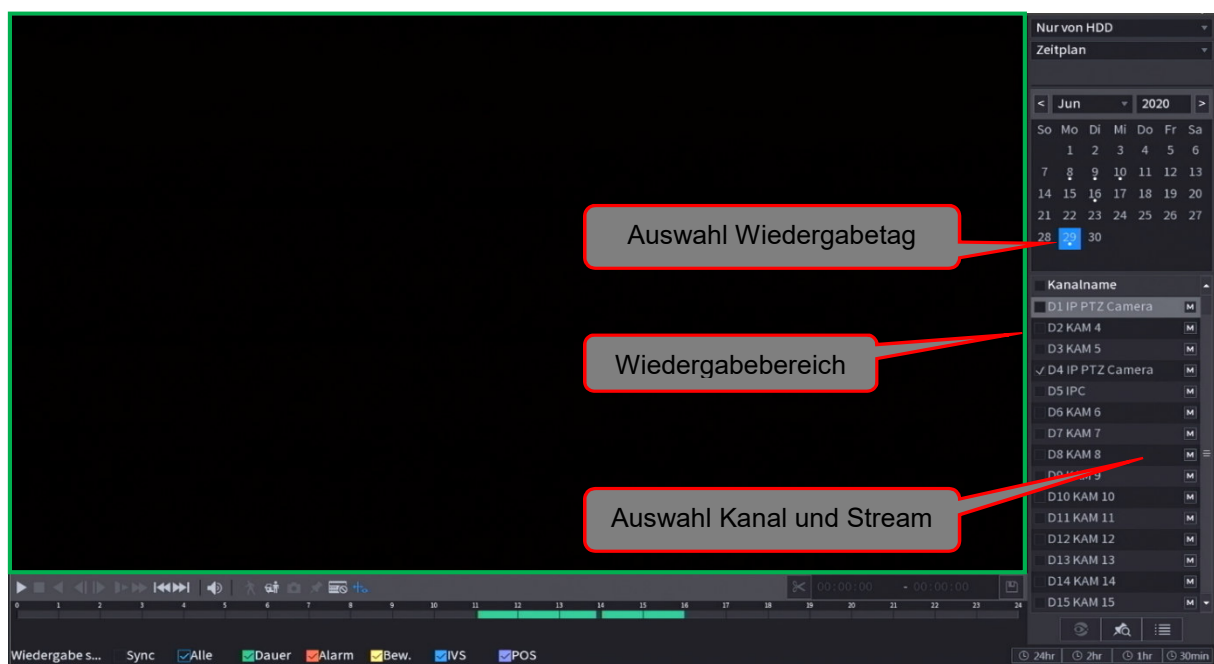 Nur von HDD
Zeitplan
< Jun 2020 >
So Mo Di Mi Do Fr Sa
1 2 3 4 5 6
7 8 9 10 11 12 13
14 15 16 17 18 19 20
21 22 23 24 25 26 27
28 29 30
Auswahl Wiedergabetag
Wiedergabebereich
Auswahl Kanal und Stream
Kanalname
D1 IP PTZ Camera M
D2 KAM 4 M
D3 KAM 5 M
D4 IP PTZ Camera M
D5 IPC M
D6 KAM 6 M
D7 KAM 7 M
D8 KAM 8 M
D9 KAM 9 M
D10 KAM 10 M
D11 KAM 11 M
D12 KAM 12 M
D13 KAM 13 M
D14 KAM 14 M
D15 KAM 15 M
00:00:00 - 00:00:00
0 1 2 3 4 5 6 7 8 9 10 11 12 13 14 15 16 17 18 19 20 21 22 23 24
Wiedergabe s... Sync Alle Dauer Alarm Bew. IVS POS
24hr 2hr 1hr 30min